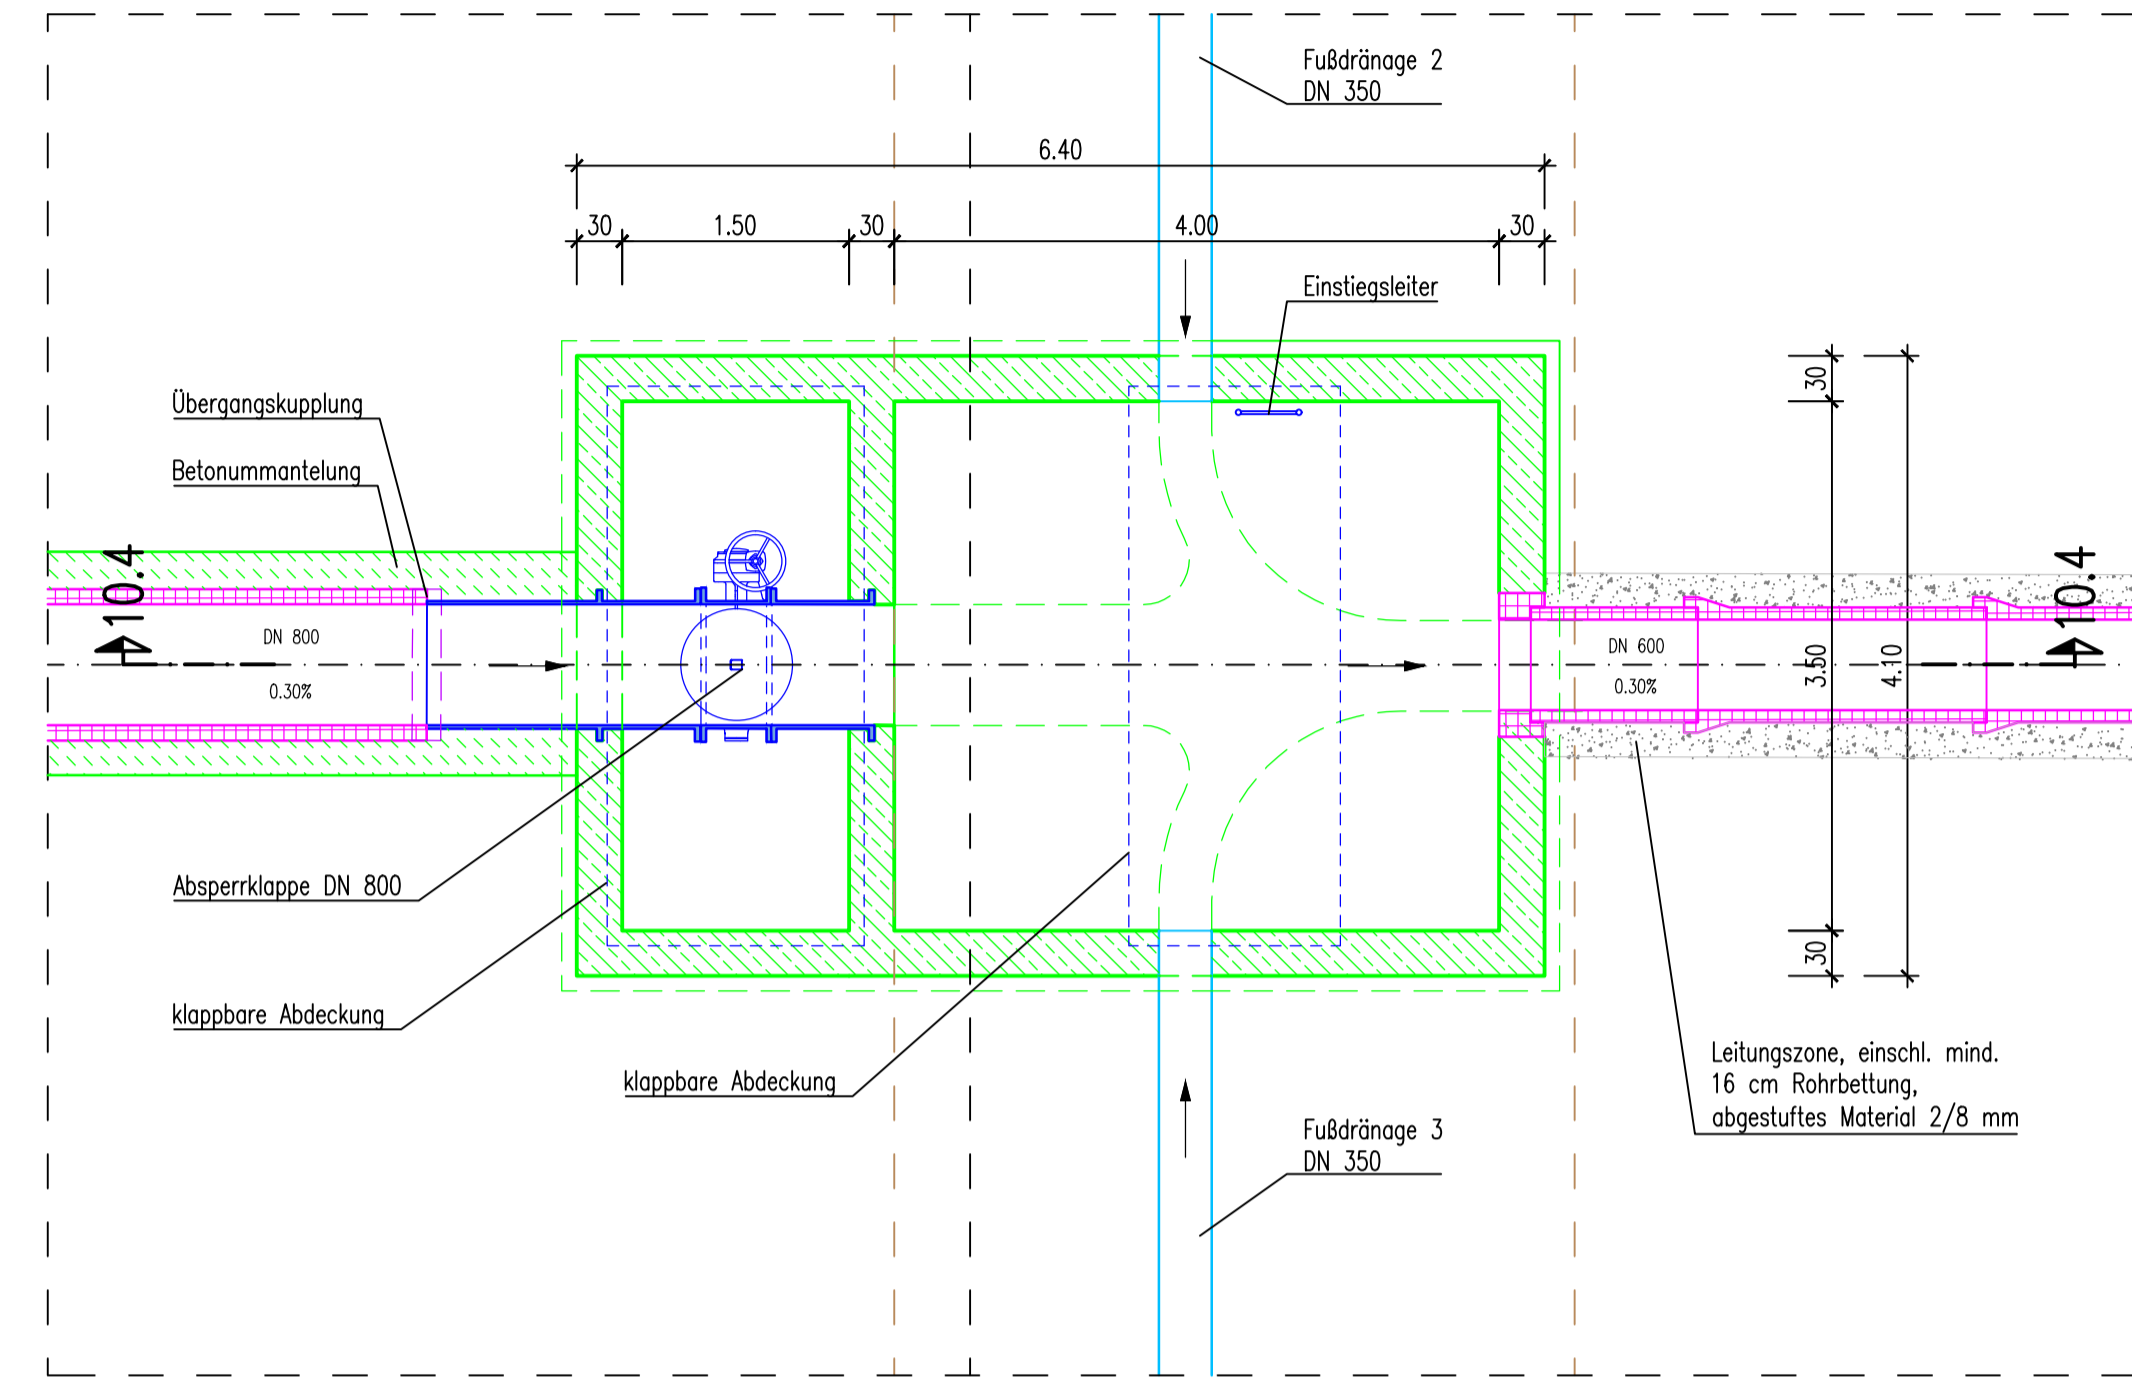 Fußdränage 2
DN 350
6.40
30
1.50
30
4.00
30
Einstiegsleiter
Übergangskupplung
Betonummantelung
30
10.4
10.4
DN 800
0.30%
DN 600
0.30%
3.50
4.10
Absperrklappe DN 800
30
klappbare Abdeckung
klappbare Abdeckung
Leitungszone, einschl. mind.
16 cm Rohrbettung,
abgestuftes Material 2/8 mm
Fußdränage 3
DN 350